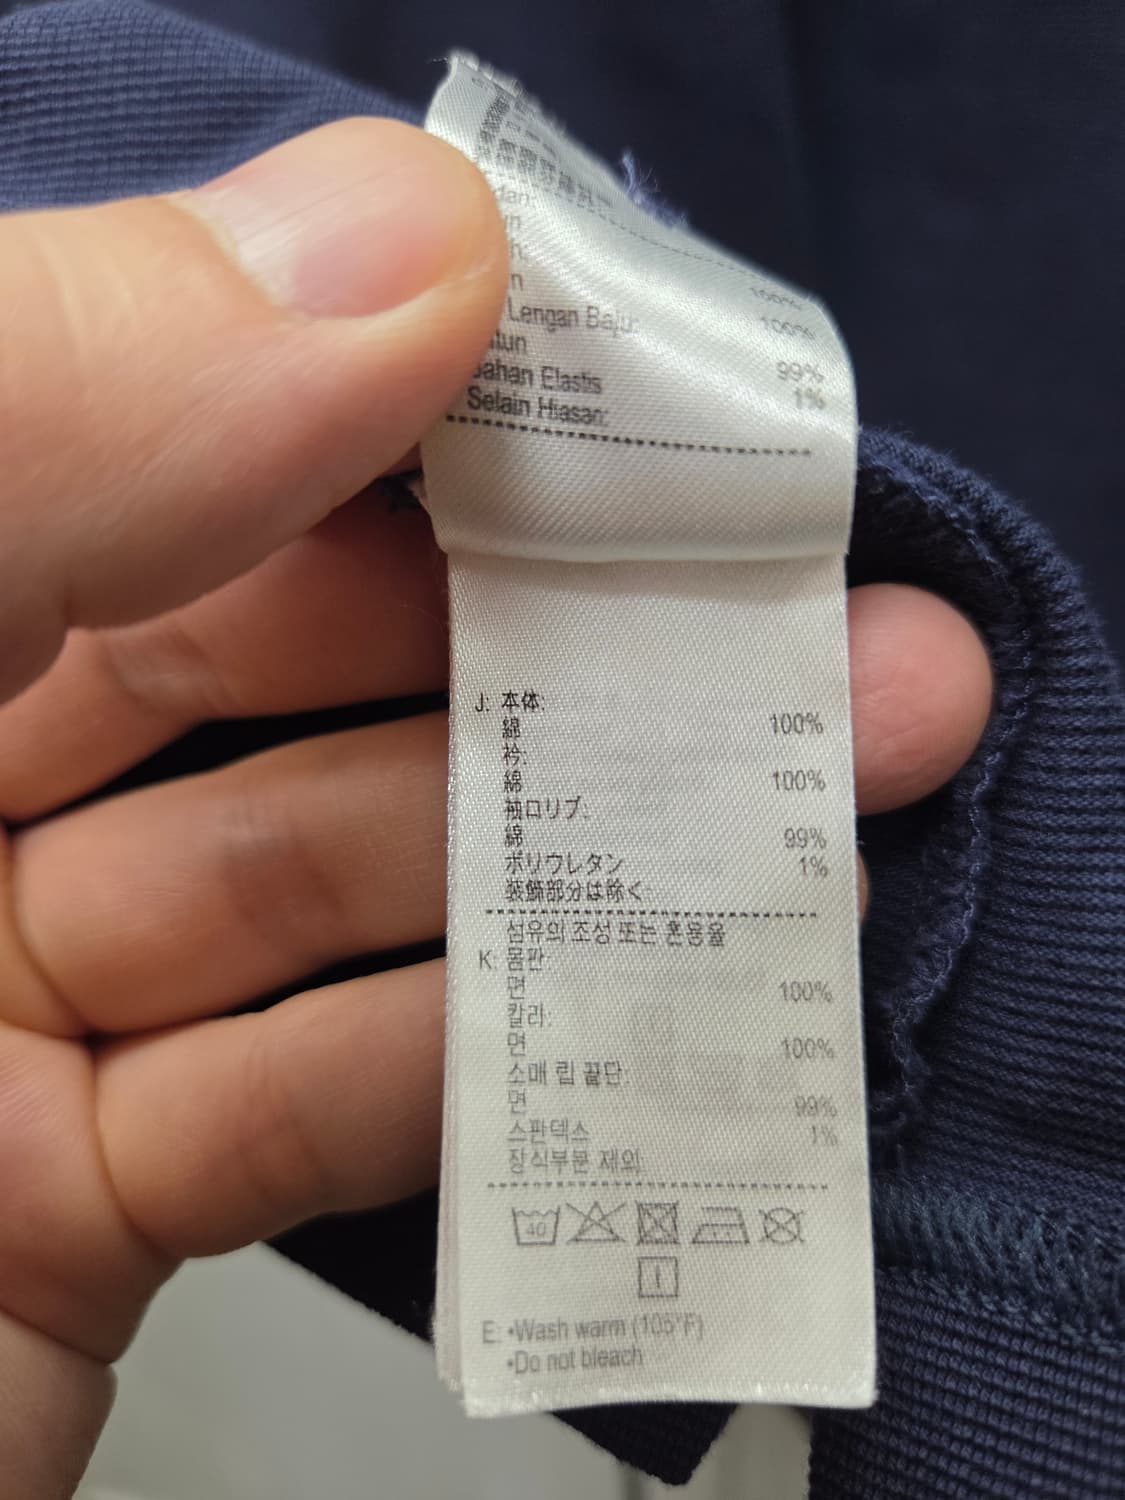 100%
100%
Lengan Baju:
99%
Bahan Elastis 1%
Selain Hiasan:
J: 本体:
綿 100%
衿:
綿 100%
袖口リブ:
綿 99%
ポリウレタン 1%
装飾部分は除く:
섬유의 조성 또는 혼용율
K: 몸판:
면 100%
칼라:
면 100%
소매 립 끝단:
면 99%
스판덱스 1%
장식부분 제외
40
I
E: •Wash warm (105°F)
•Do not bleach